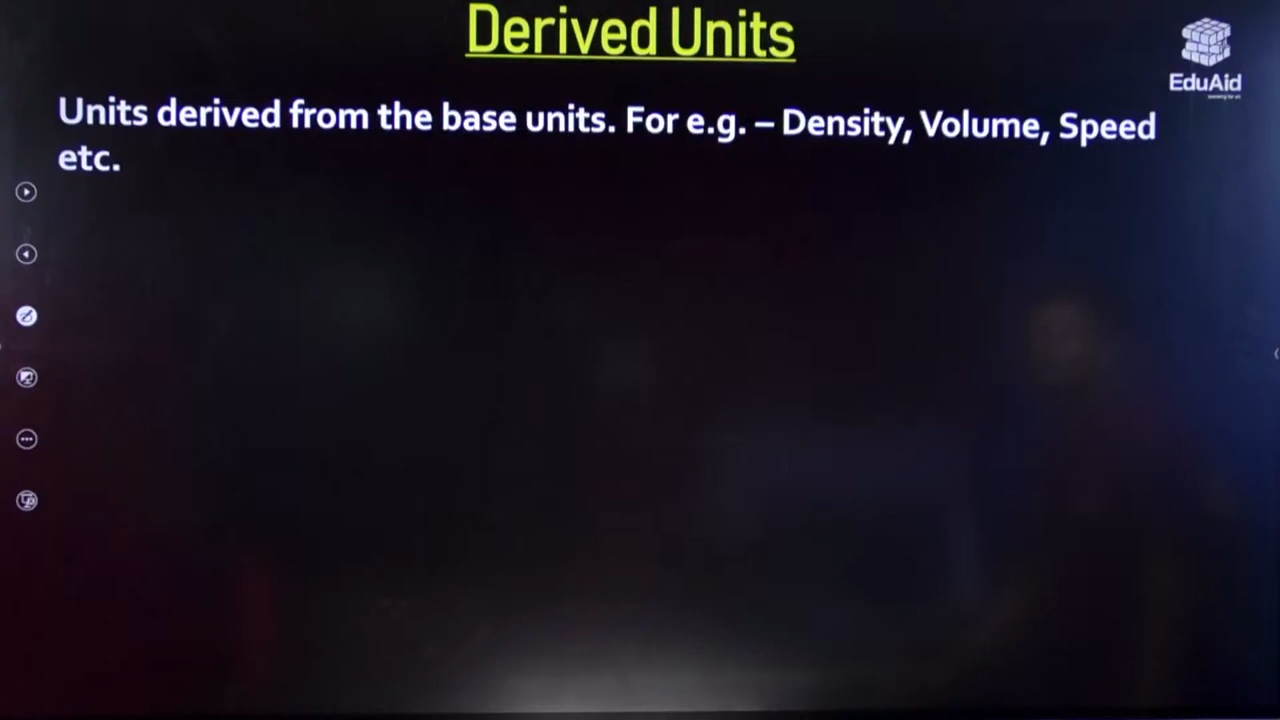 Derived Units
EduAid
Units derived from the base units. For e.g. – Density, Volume, Speed
etc.